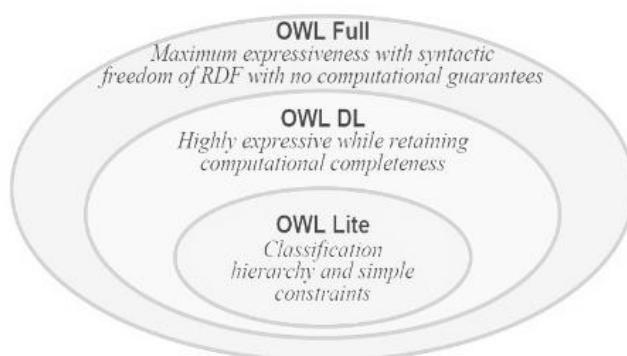 OWL Full
Maximum expressiveness with syntactic
freedom of RDF with no computational guarantees
OWL DL
Highly expressive while retaining
computational completeness
OWL Lite
Classification
hierarchy and simple
constraints